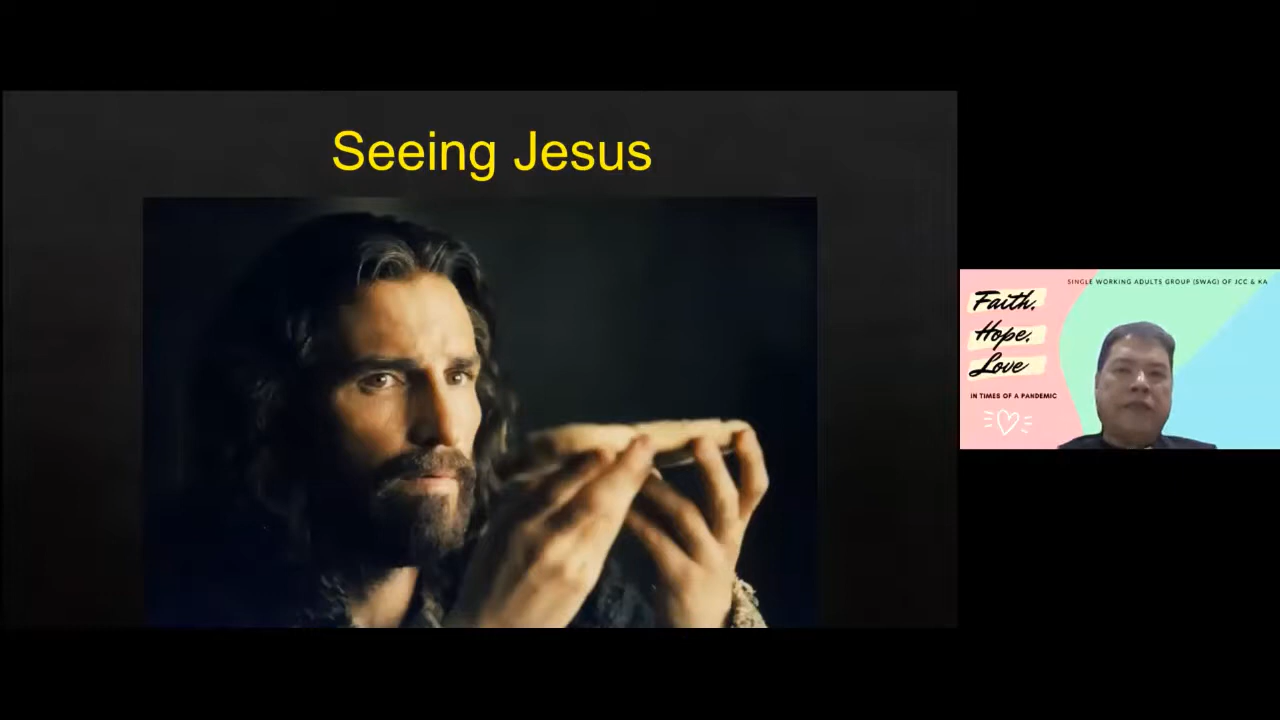 Seeing Jesus
SINGLE WORKING ADULTS GROUP (SWAG) OF JCC & KA
Faith.
Hope.
Love
IN TIMES OF A PANDEMIC